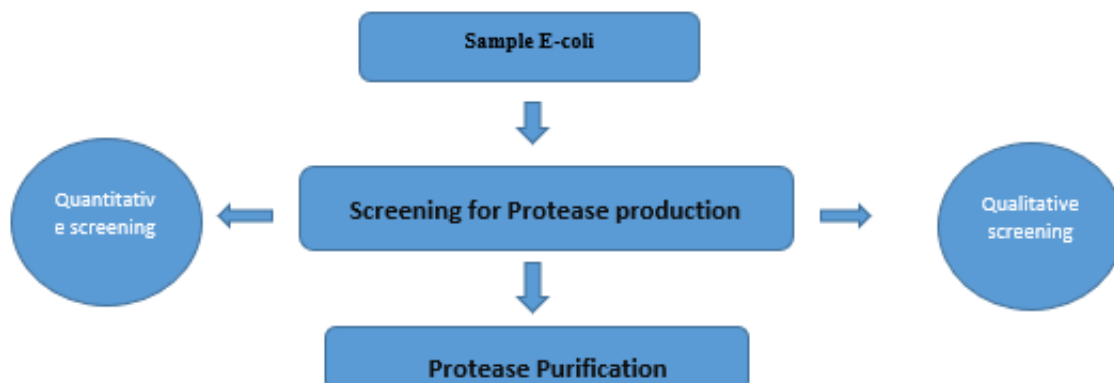 Sample E-coli
Quantitativ
e screening
Screening for Protease production
Qualitative
screening
Protease Purification